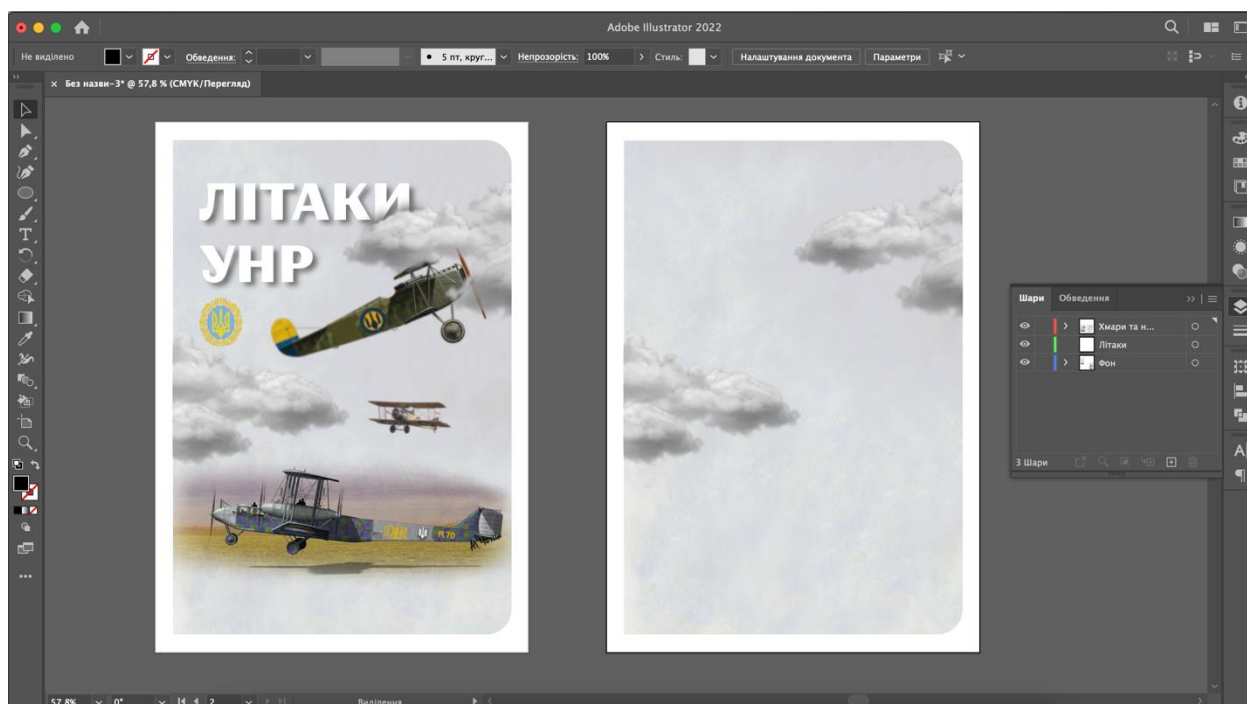 Adobe Illustrator 2022
Не виділено
Обведення:
5 пт, круг...
Непрозорість: 100%
Стиль:
Налаштування документа
Параметри
× Без назви-3* @ 57,8 % (CMYK/Перегляд)
ЛІТАКИ
УНР
R.70
Шари
Обведення
Хмари та н...
Літаки
Фон
3 Шари
57,8%
0°
2
Виділення